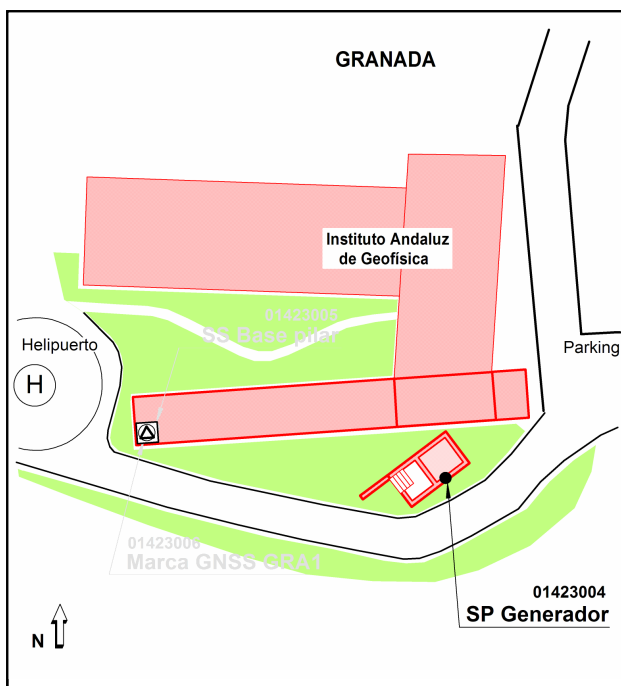 GRANADA
Instituto Andaluz
de Geofísica
01423005
SS Base pilar
Helipuerto
H
Parking
01423006
Marca GNSS GRA1
01423004
SP Generador
N